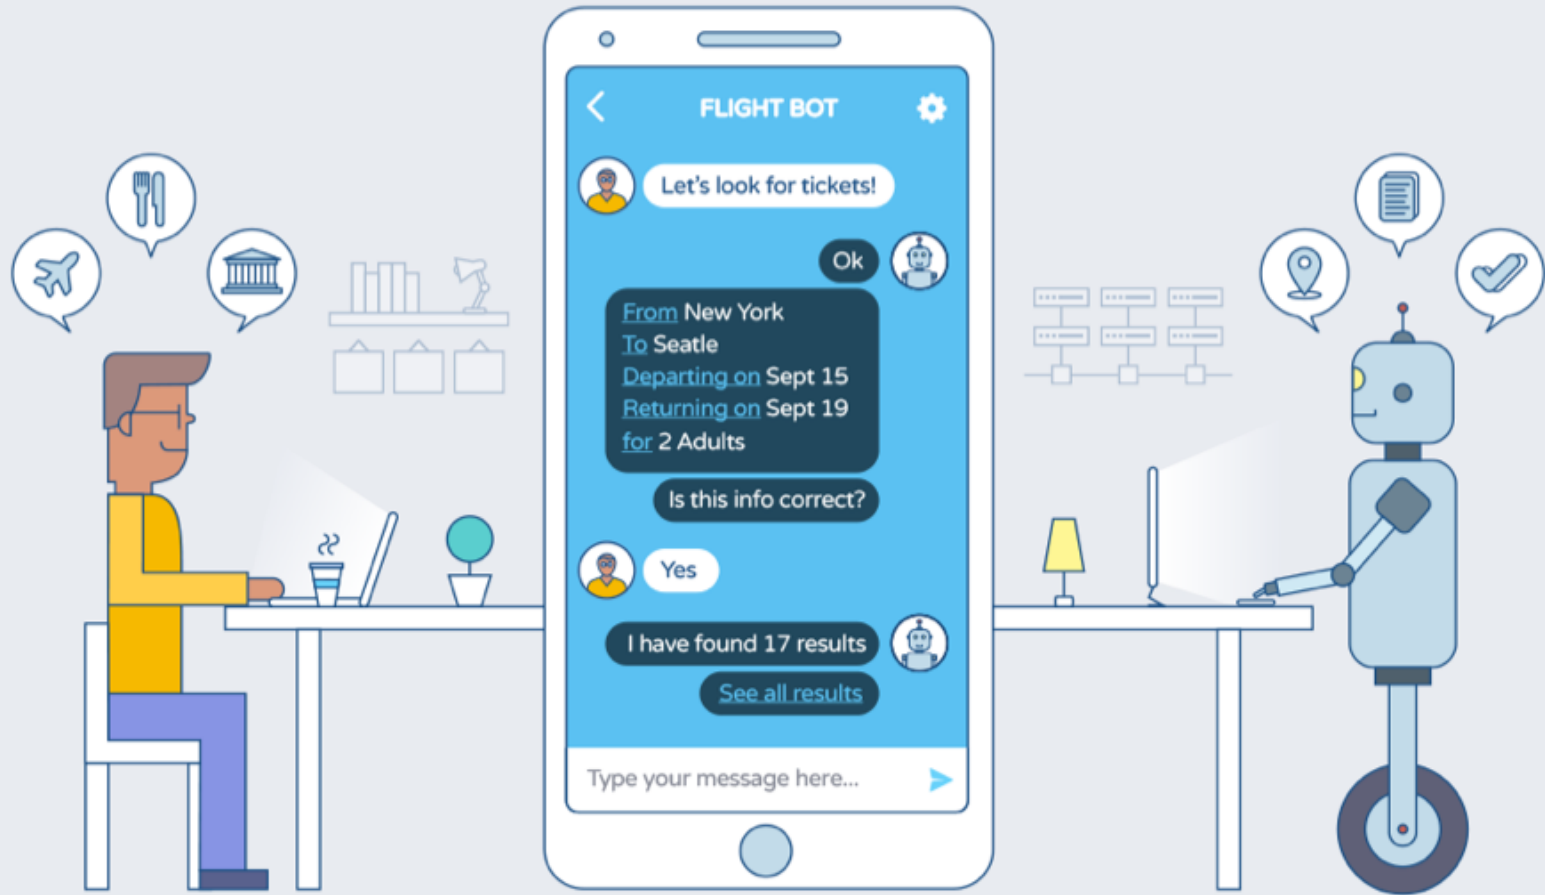 FLIGHT BOT
Let's look for tickets!
Ok
From New York
To Seatle
Departing on Sept 15
Returning on Sept 19
for 2 Adults
Is this info correct?
Yes
I have found 17 results
See all results
Type your message here...